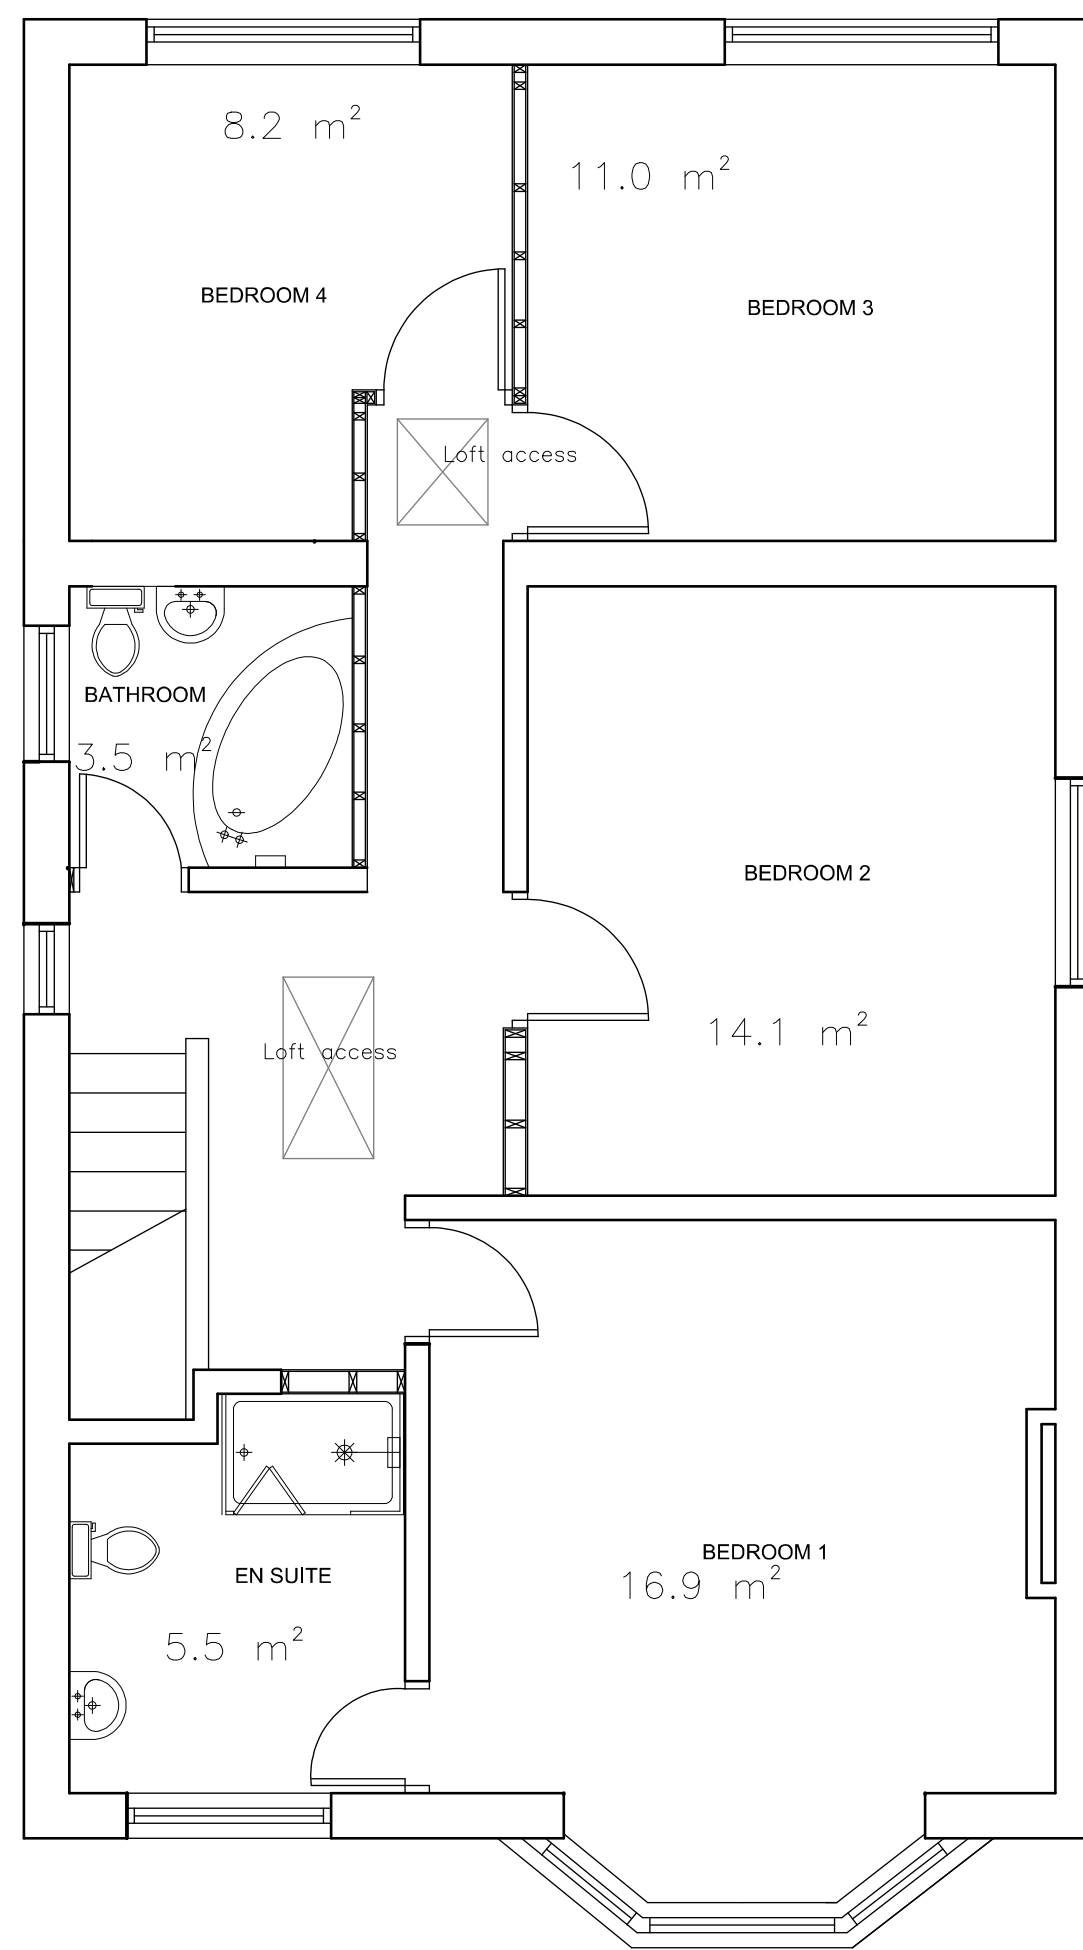 8.2 m²
11.0 m²
BEDROOM 4
BEDROOM 3
Loft access
BATHROOM
3.5 m²
BEDROOM 2
14.1 m²
Loft access
BEDROOM 1
16.9 m²
EN SUITE
5.5 m²